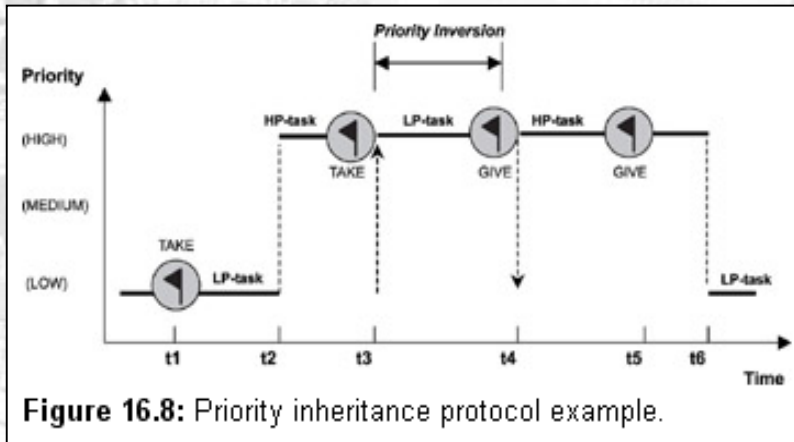 Priority Inversion
Priority
HP-task LP-task HP-task
(HIGH)
TAKE GIVE GIVE
(MEDIUM)
TAKE
(LOW) LP-task LP-task
t1 t2 t3 t4 t5 t6
Time
Figure 16.8: Priority inheritance protocol example.